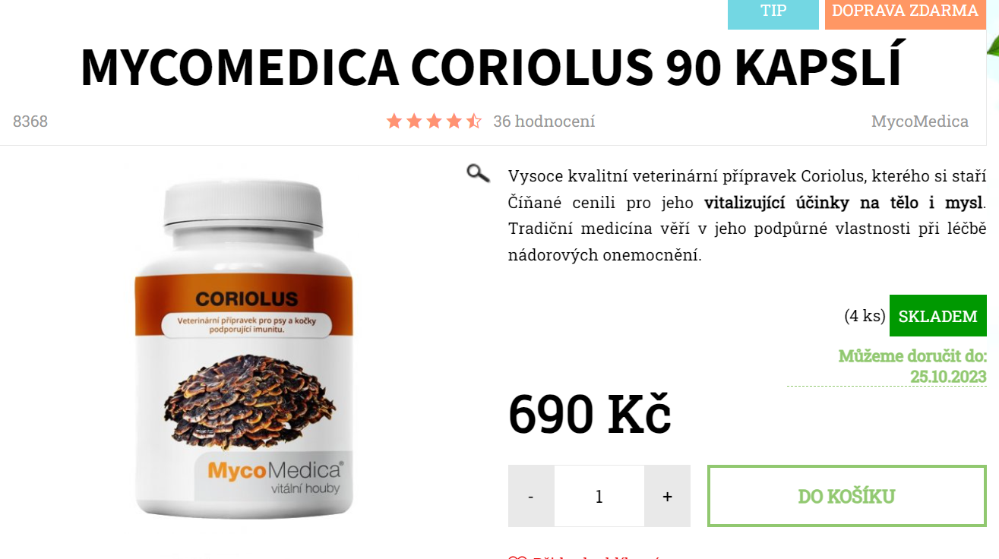 TIP
DOPRAVA ZDARMA
MYCOMEDICA CORIOLUS 90 KAPSLÍ
8368
36 hodnocení
MycoMedica
Vysoce kvalitní veterinární přípravek Coriolus, kterého si staří
Číňané cenili pro jeho vitalizující účinky na tělo i mysl.
Tradiční medicína věří v jeho podpůrné vlastnosti při léčbě
nádorových onemocnění.
CORIOLUS
Veterinární přípravek pro psy a kočky
podporující imunitu.
MycoMedica®
vitální houby
(4 ks) SKLADEM
Můžeme doručit do:
25.10.2023
690 Kč
- 1 +
DO KOŠÍKU